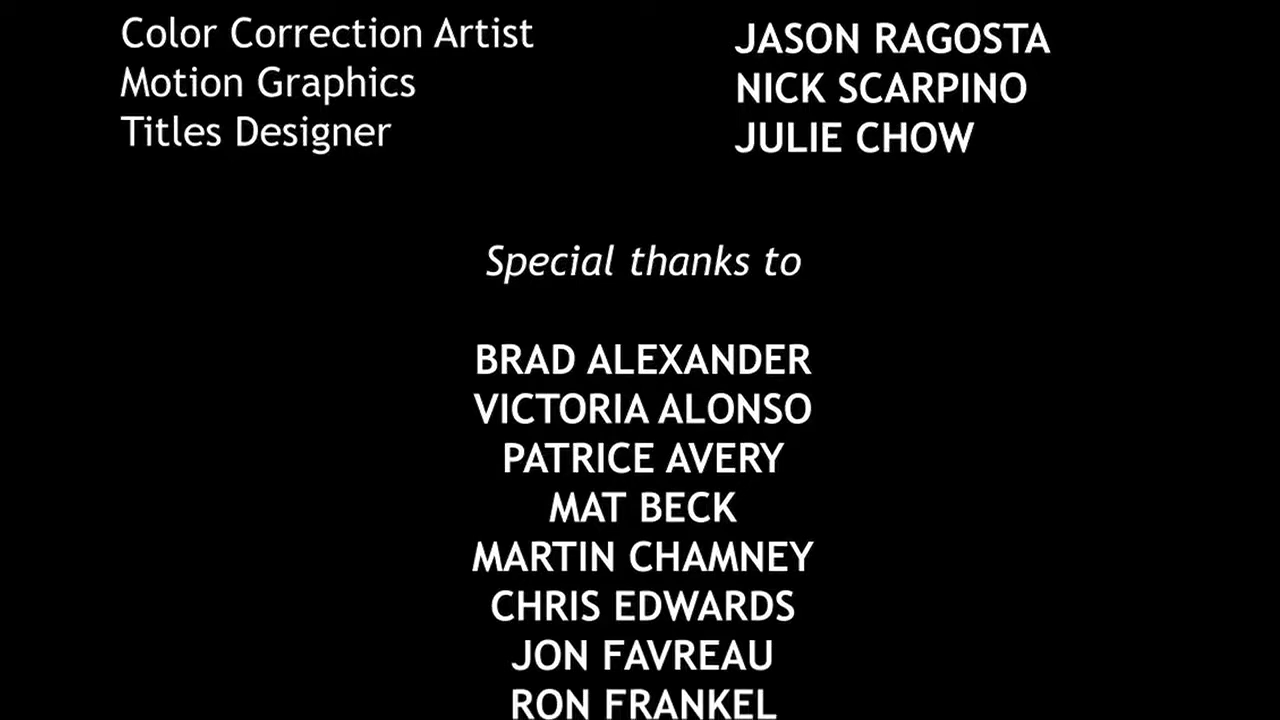 Color Correction Artist JASON RAGOSTA
Motion Graphics NICK SCARPINO
Titles Designer JULIE CHOW
Special thanks to
BRAD ALEXANDER
VICTORIA ALONSO
PATRICE AVERY
MAT BECK
MARTIN CHAMNEY
CHRIS EDWARDS
JON FAVREAU
RON FRANKEL